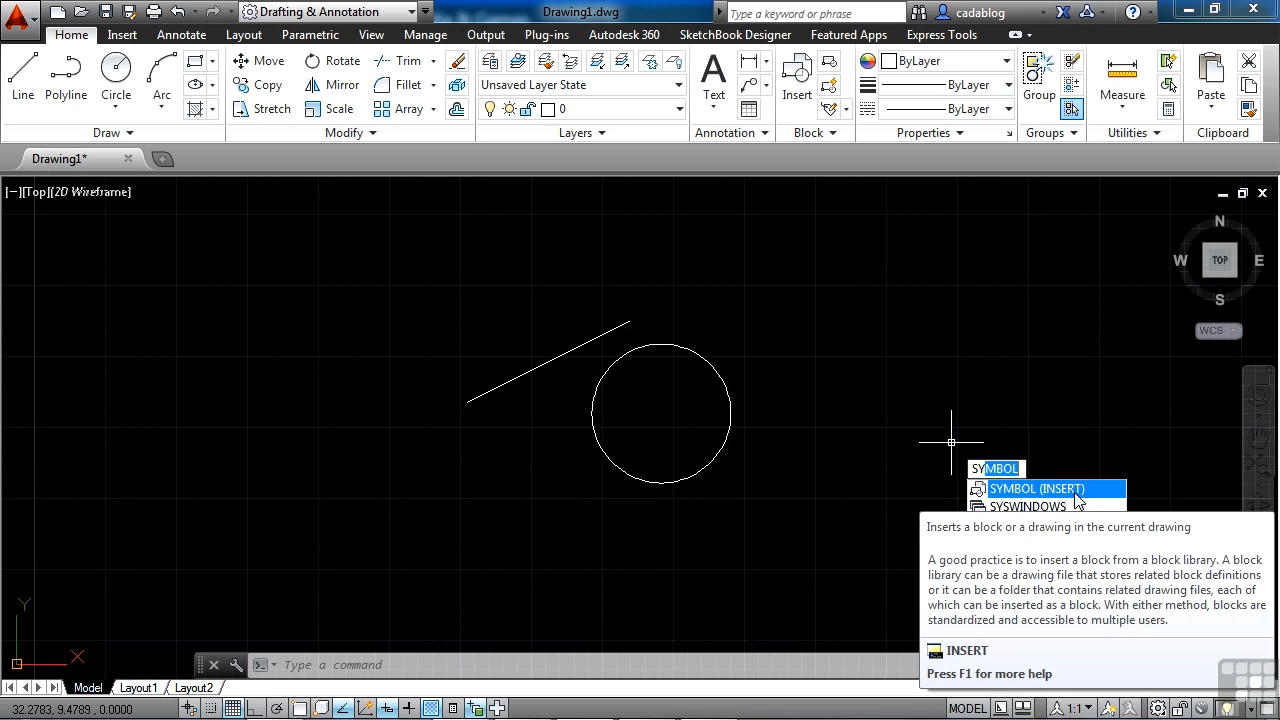 Drafting & Annotation
Drawing1.dwg
Type a keyword or phrase
cadablog
Home Insert Annotate Layout Parametric View Manage Output Plug-ins Autodesk 360 SketchBook Designer Featured Apps Express Tools
Line
Polyline
Circle
Arc
Move
Rotate
Trim
Copy
Mirror
Fillet
Stretch
Scale
Array
Unsaved Layer State
0
Text
Insert
ByLayer
ByLayer
ByLayer
Group
Measure
Paste
Draw
Modify
Layers
Annotation
Block
Properties
Groups
Utilities
Clipboard
Drawing1*
[−][Top][2D Wireframe]
N
W
TOP
E
S
WCS
SYMBOL
SYMBOL (INSERT)
SYSWINDOWS
Inserts a block or a drawing in the current drawing
A good practice is to insert a block from a block library. A block
library can be a drawing file that stores related block definitions
or it can be a folder that contains related drawing files, each of
which can be inserted as a block. With either method, blocks are
standardized and accessible to multiple users.
INSERT
Press F1 for more help
Y
X
Type a command
Model Layout1 Layout2
32.2783, 9.4789, 0.0000
MODEL
1:1